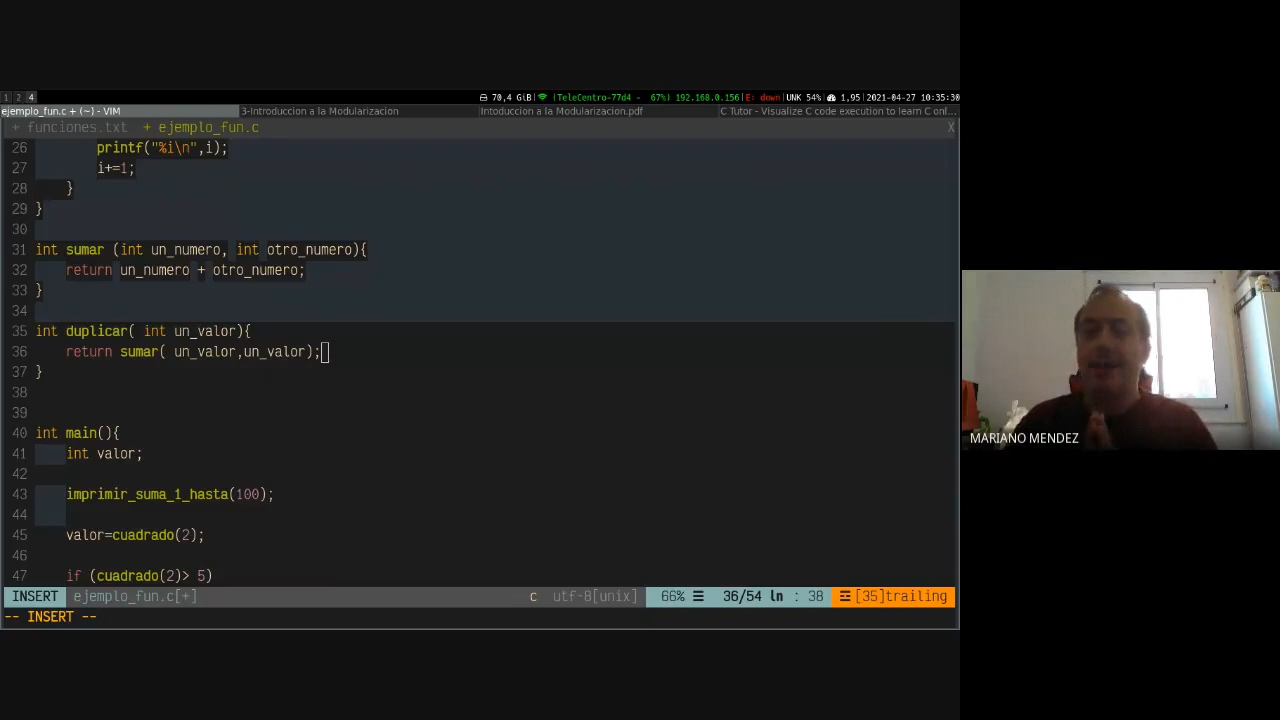 1 2 4 70,4 GiB| (TeleCentro-77d4 - 67%) 192.168.0.156|E: down|UNK 54%| 1,95|2021-04-27 10:35:30
ejemplo_fun.c + (~) - VIM 3-Introduccion a la Modularizacion Intoduccion a la Modularizacion.pdf C Tutor - Visualize C code execution to learn C onl...
+ funciones.txt + ejemplo_fun.c X
26 printf("%i\n",i);
27 i+=1;
28 }
29 }
30
31 int sumar (int un_numero, int otro_numero){
32 return un_numero + otro_numero;
33 }
34
35 int duplicar( int un_valor){
36 return sumar( un_valor,un_valor);
37 }
38
39
40 int main(){
41 int valor;
42
43 imprimir_suma_1_hasta(100);
44
45 valor=cuadrado(2);
46
47 if (cuadrado(2)> 5)
INSERT ejemplo_fun.c[+] c utf-8[unix] 66% ☰ 36/54 ln : 38 ☲ [35]trailing
-- INSERT --
MARIANO MENDEZ